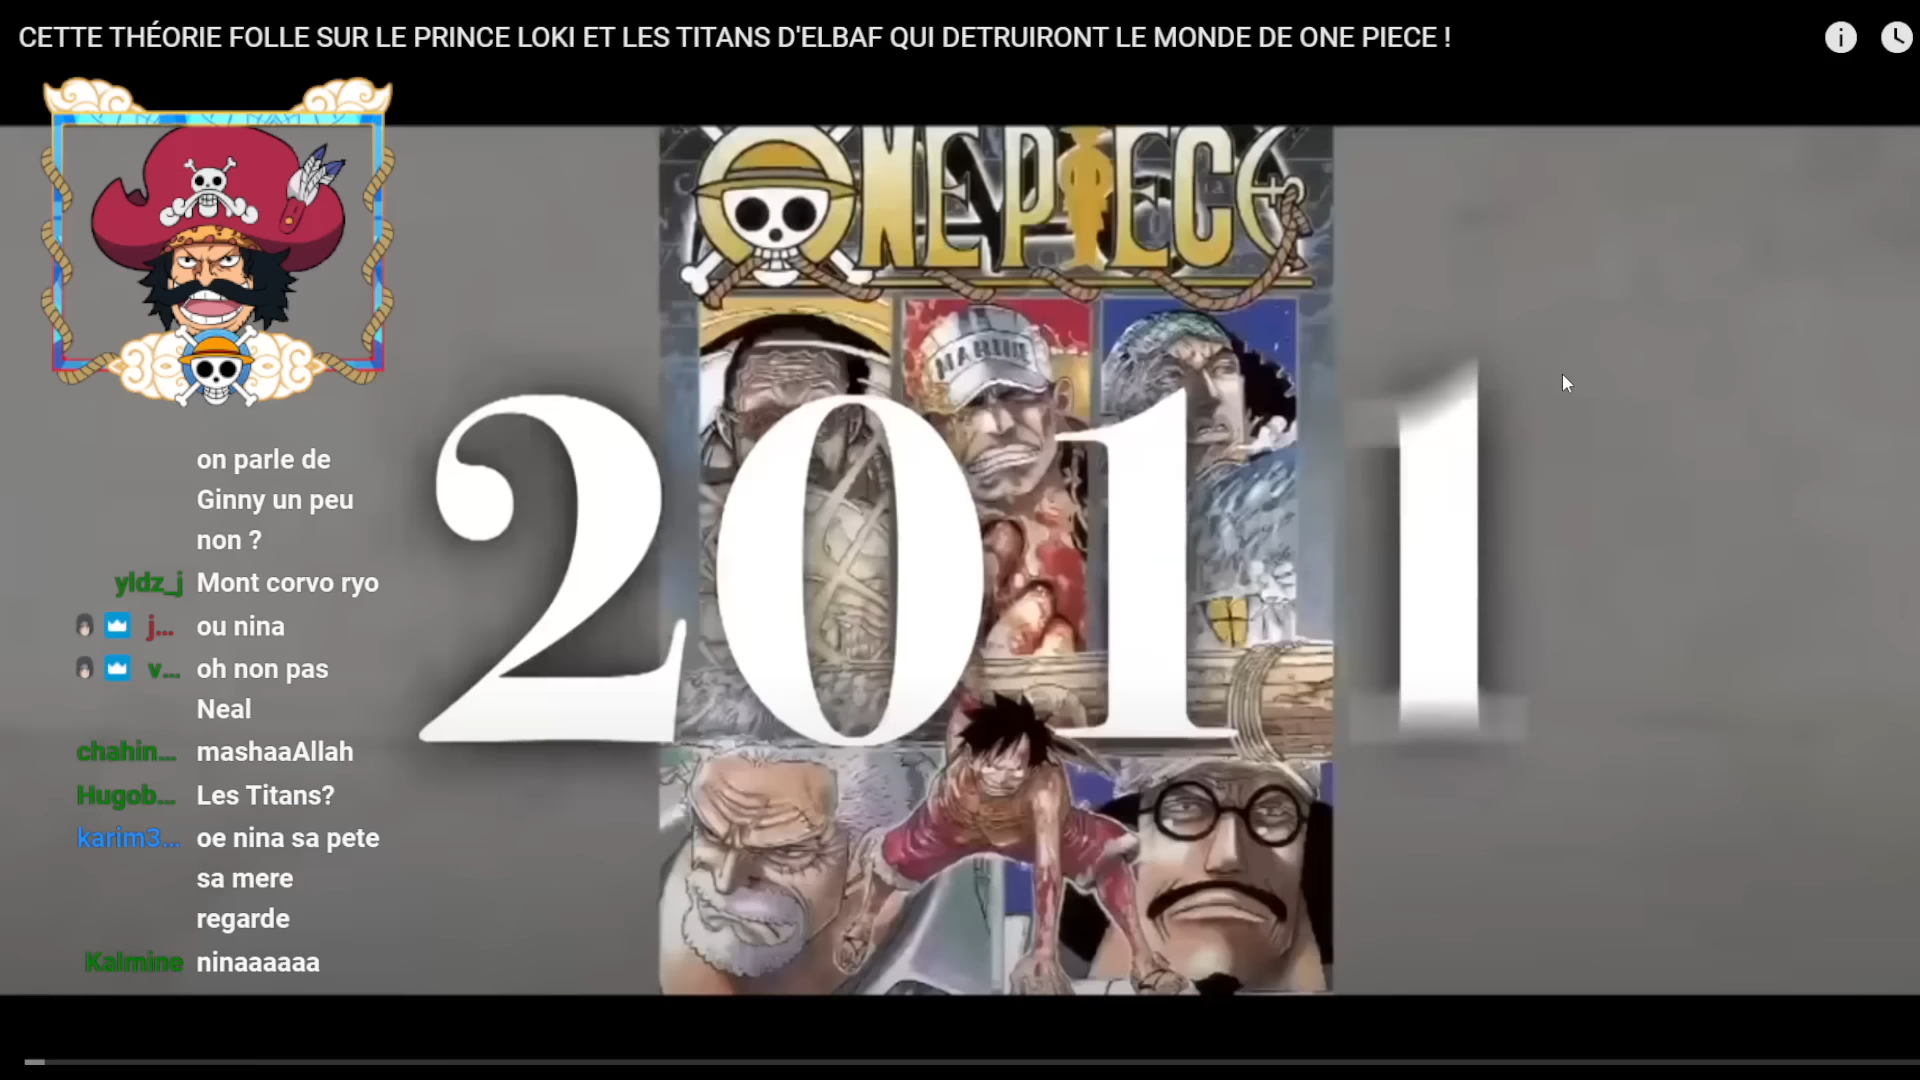 CETTE THÉORIE FOLLE SUR LE PRINCE LOKI ET LES TITANS D'ELBAF QUI DETRUIRONT LE MONDE DE ONE PIECE !
ONE PIECE
MARINE
2011
on parle de
Ginny un peu
non ?
yldz_j Mont corvo ryo
j... ou nina
v... oh non pas
Neal
chahin... mashaaAllah
Hugob... Les Titans?
karim3... oe nina sa pete
sa mere
regarde
Kalmine ninaaaaaa